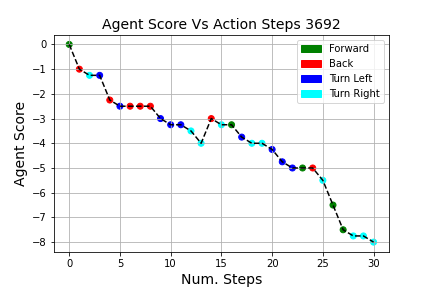 Agent Score Vs Action Steps 3692
Agent Score
0
−1
−2
−3
−4
−5
−6
−7
−8
Forward
Back
Turn Left
Turn Right
0 5 10 15 20 25 30
Num. Steps